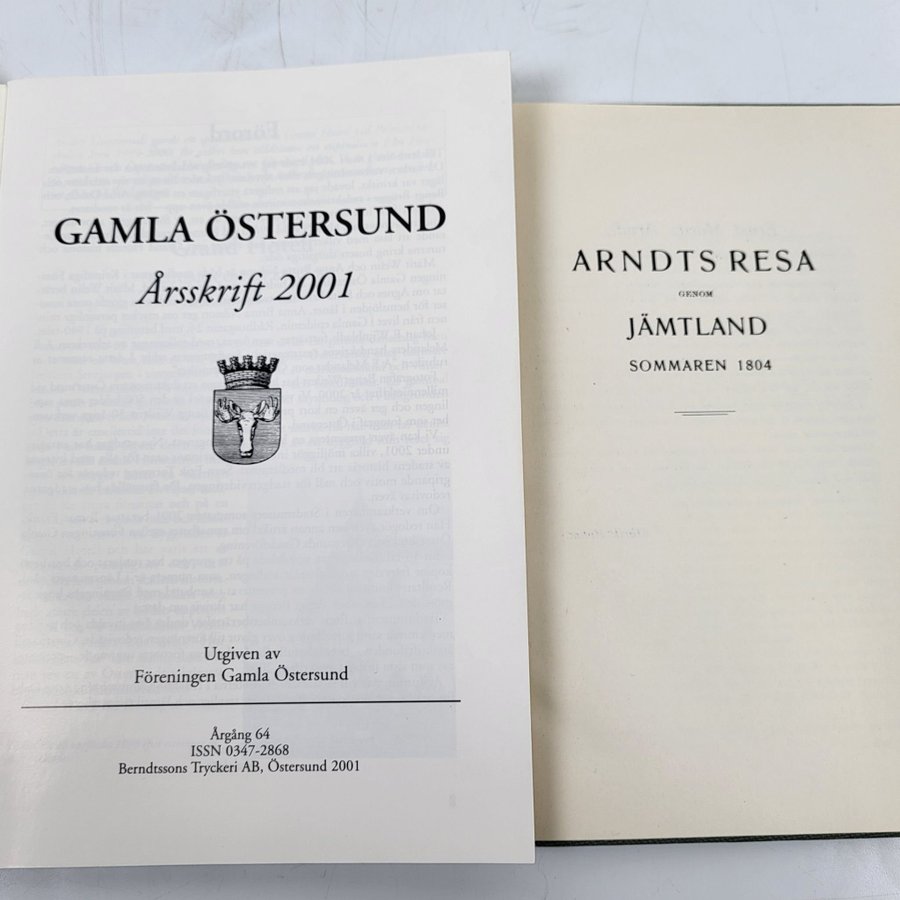 GAMLA ÖSTERSUND
Årsskrift 2001
Utgiven av
Föreningen Gamla Östersund
Årgång 64
ISSN 0347-2868
Berndtssons Tryckeri AB, Östersund 2001
ARNDTS RESA
GENOM
JÄMTLAND
SOMMAREN 1804